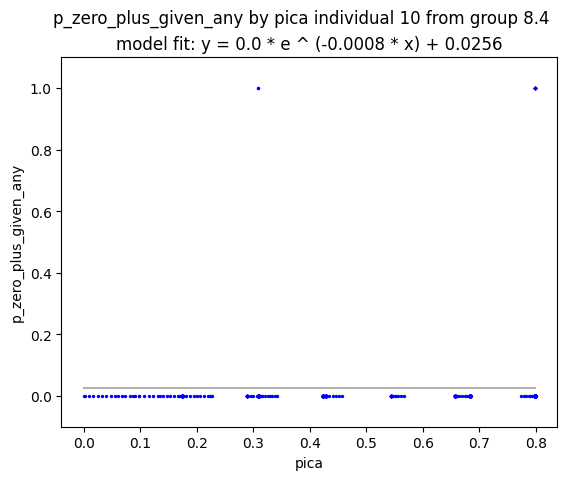 p_zero_plus_given_any by pica individual 10 from group 8.4
model fit: y = 0.0 * e ^ (-0.0008 * x) + 0.0256
1.0
0.8
0.6
0.4
0.2
0.0
p_zero_plus_given_any
0.0 0.1 0.2 0.3 0.4 0.5 0.6 0.7 0.8
pica